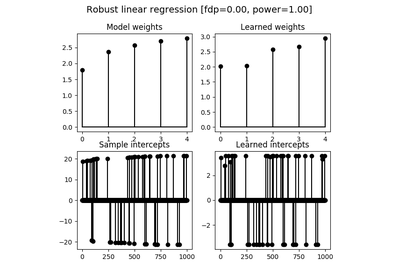 Robust linear regression [fdp=0.00, power=1.00]
Model weights
Learned weights
2.5
2.0
1.5
1.0
0.5
0.0
0 1 2 3 4
3.0
2.5
2.0
1.5
1.0
0.5
0.0
0 1 2 3 4
Sample intercepts
Learned intercepts
20
10
0
−10
−20
0 250 500 750 1000
2
0
−2
0 250 500 750 1000